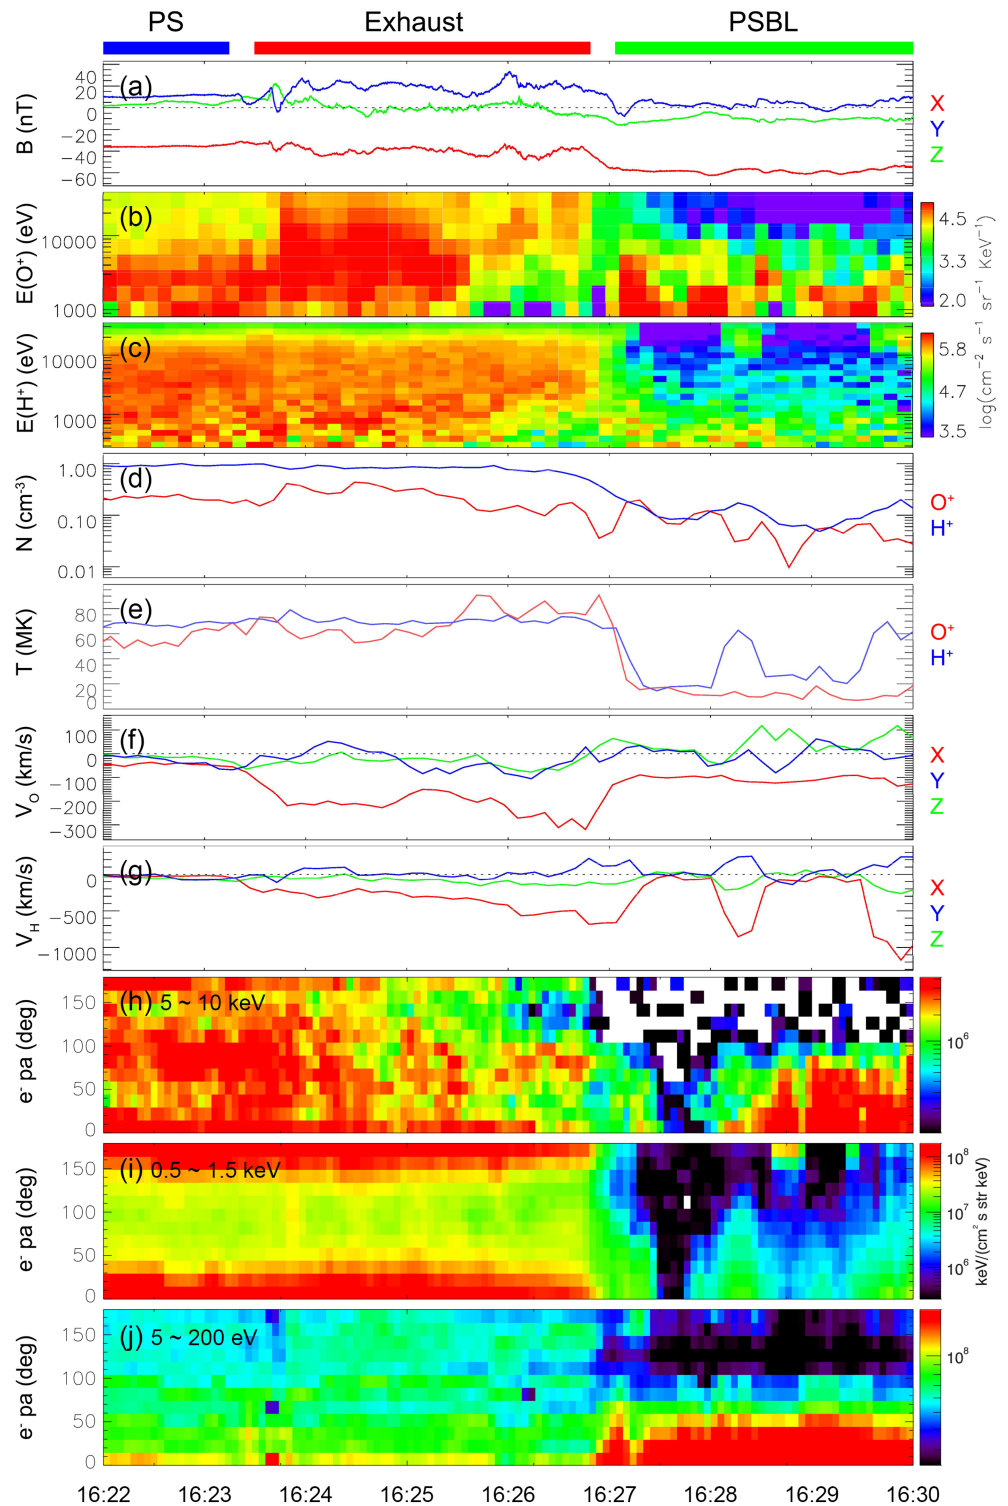 PS Exhaust PSBL
(a)
B (nT)
40
20
0
−20
−40
−60
X
Y
Z
(b)
E(O⁺) (eV)
10000
1000
4.5
3.3
2.0
(c)
E(H⁺) (eV)
10000
1000
5.8
4.7
3.5
log(cm⁻² s⁻¹ sr⁻¹ KeV⁻¹)
(d)
N (cm⁻³)
1.00
0.10
0.01
O⁺
H⁺
(e)
T (MK)
80
60
40
20
0
O⁺
H⁺
(f)
V_O (km/s)
100
0
−100
−200
−300
X
Y
Z
(g)
V_H (km/s)
0
−500
−1000
X
Y
Z
(h) 5 ~ 10 keV
e⁻ pa (deg)
150
100
50
0
10⁶
(i) 0.5 ~ 1.5 keV
e⁻ pa (deg)
150
100
50
0
10⁸
10⁷
10⁶
keV/(cm² s str keV)
(j) 5 ~ 200 eV
e⁻ pa (deg)
150
100
50
0
10⁸
16:22 16:23 16:24 16:25 16:26 16:27 16:28 16:29 16:30